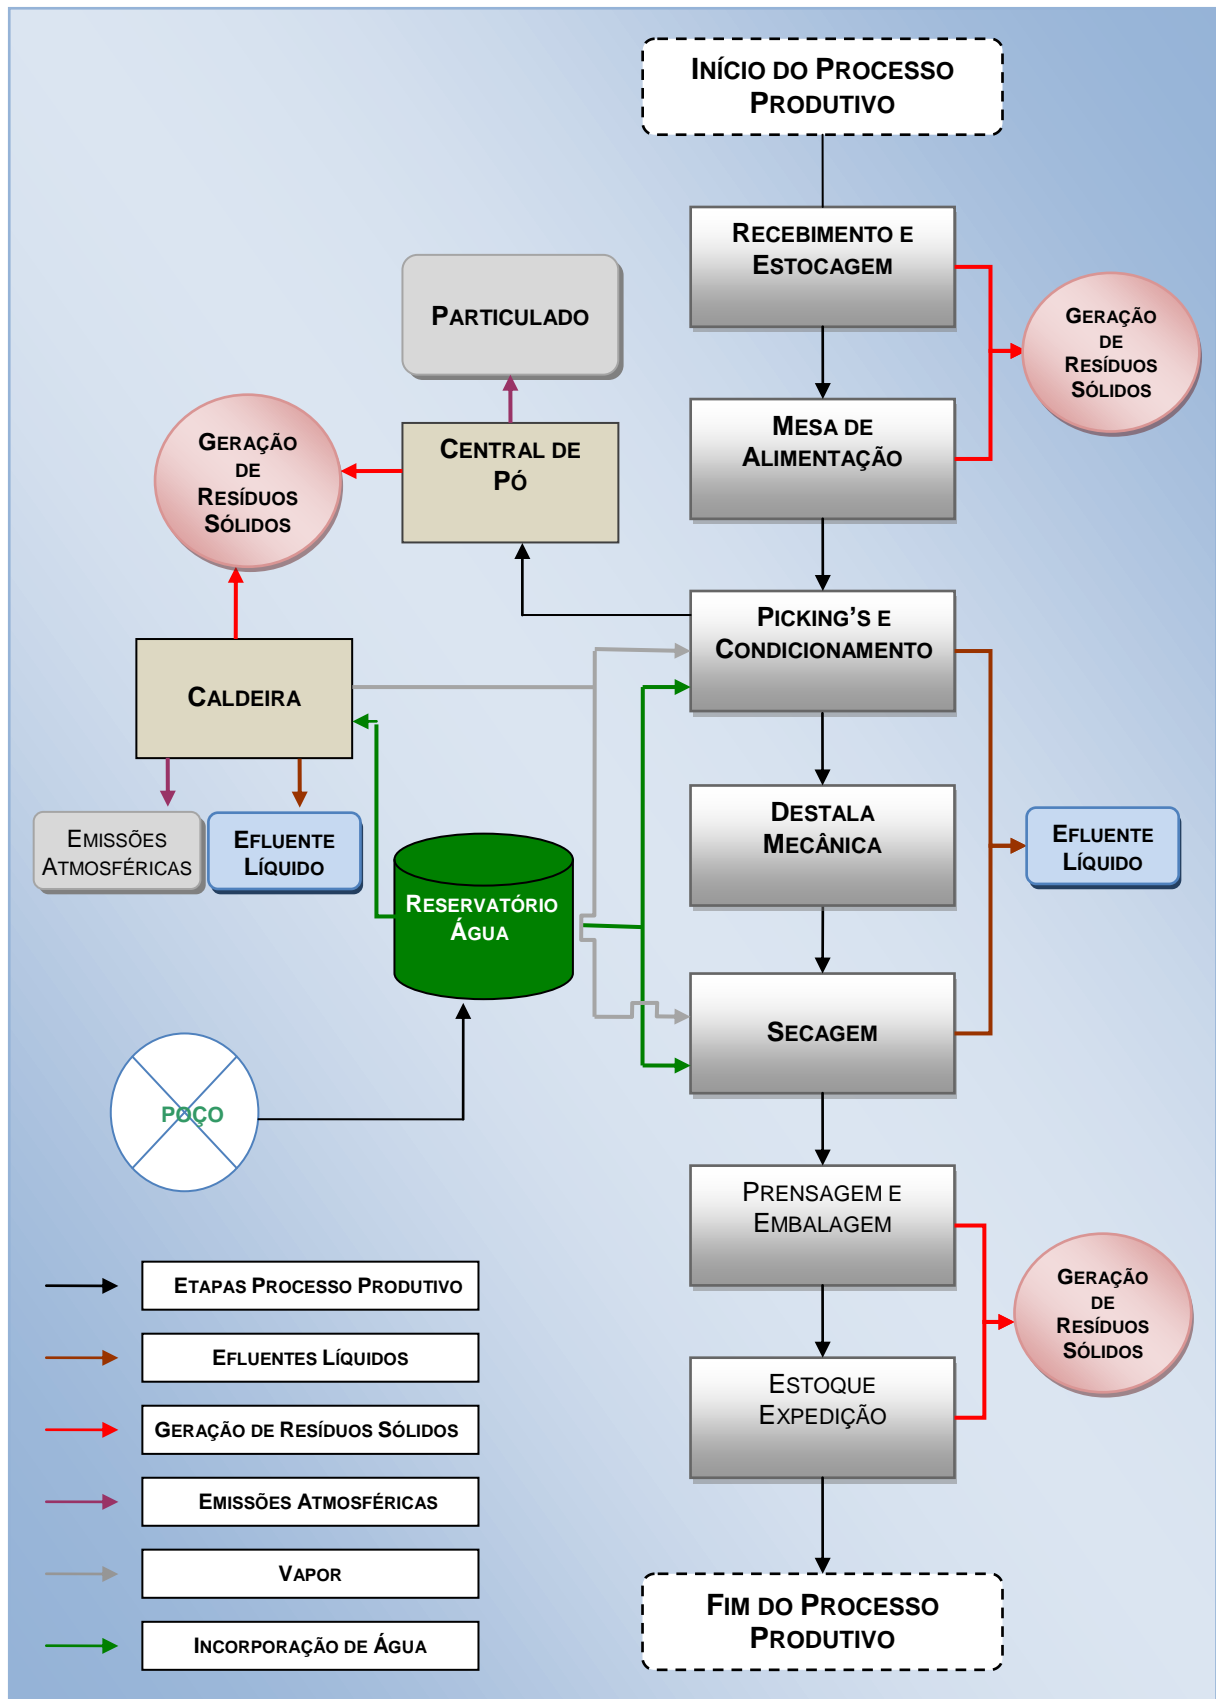 INÍCIO DO PROCESSO
PRODUTIVO
RECEBIMENTO E
ESTOCAGEM
GERAÇÃO
DE
RESÍDUOS
SÓLIDOS
PARTICULADO
MESA DE
ALIMENTAÇÃO
GERAÇÃO
DE
RESÍDUOS
SÓLIDOS
CENTRAL DE
PÓ
PICKING'S E
CONDICIONAMENTO
CALDEIRA
DESTALA
MECÂNICA
EMISSÕES
ATMOSFÉRICAS
EFLUENTE
LÍQUIDO
EFLUENTE
LÍQUIDO
RESERVATÓRIO
ÁGUA
SECAGEM
POÇO
PRENSAGEM E
EMBALAGEM
GERAÇÃO
DE
RESÍDUOS
SÓLIDOS
ESTOQUE
EXPEDIÇÃO
ETAPAS PROCESSO PRODUTIVO
EFLUENTES LÍQUIDOS
GERAÇÃO DE RESÍDUOS SÓLIDOS
EMISSÕES ATMOSFÉRICAS
VAPOR
INCORPORAÇÃO DE ÁGUA
FIM DO PROCESSO
PRODUTIVO